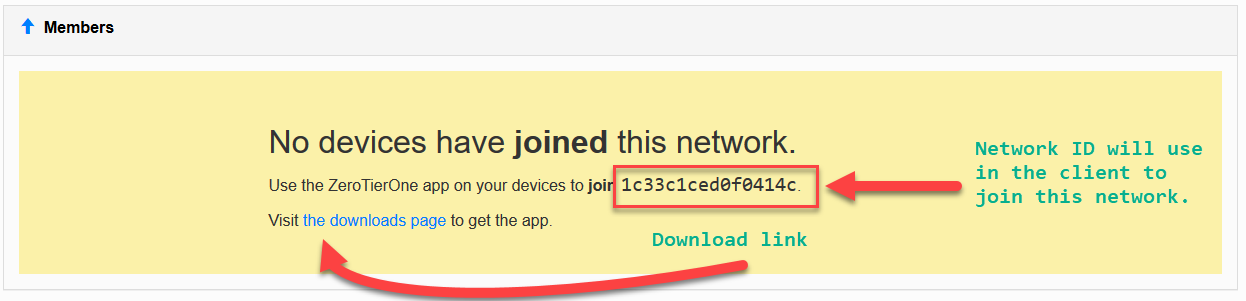 Members
No devices have joined this network.
Use the ZeroTierOne app on your devices to join 1c33c1ced0f0414c.
Visit the downloads page to get the app.
Network ID will use
in the client to
join this network.
Download link